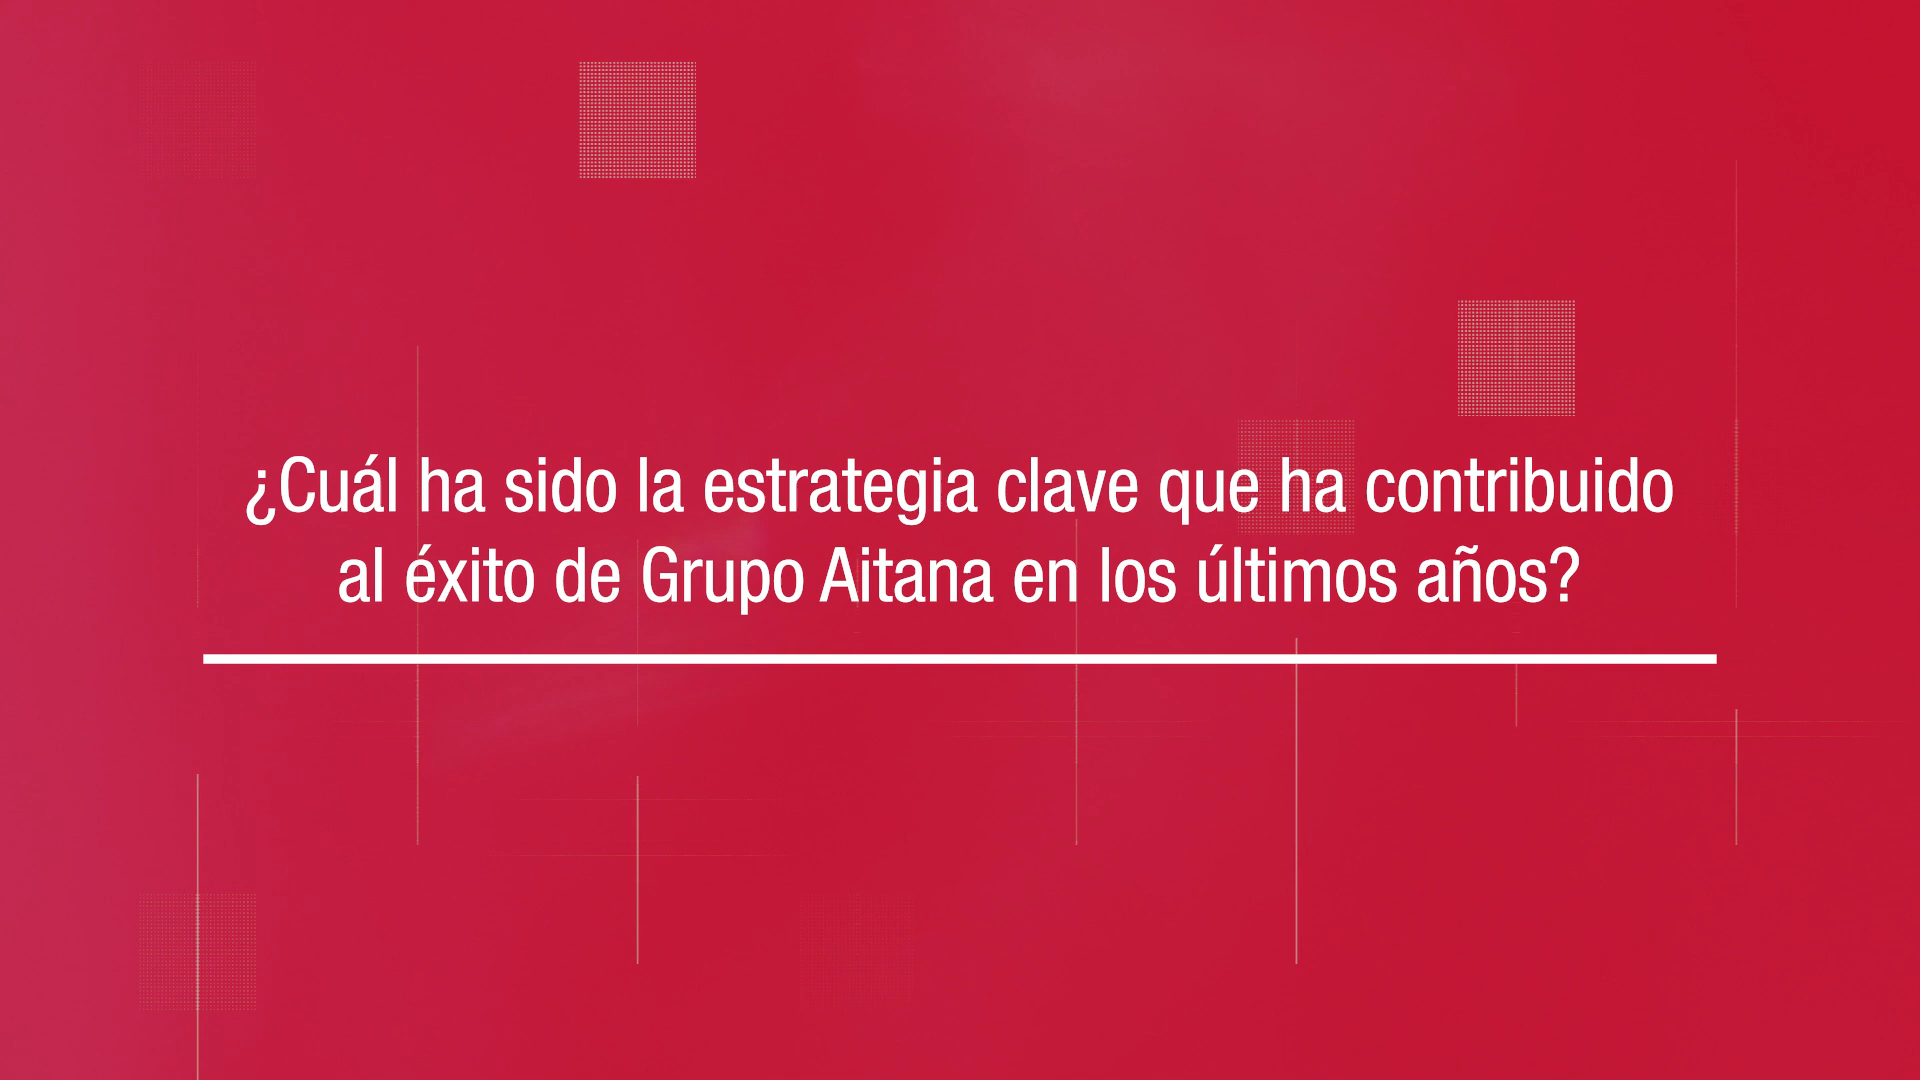 ¿Cuál ha sido la estrategia clave que ha contribuido
al éxito de Grupo Aitana en los últimos años?